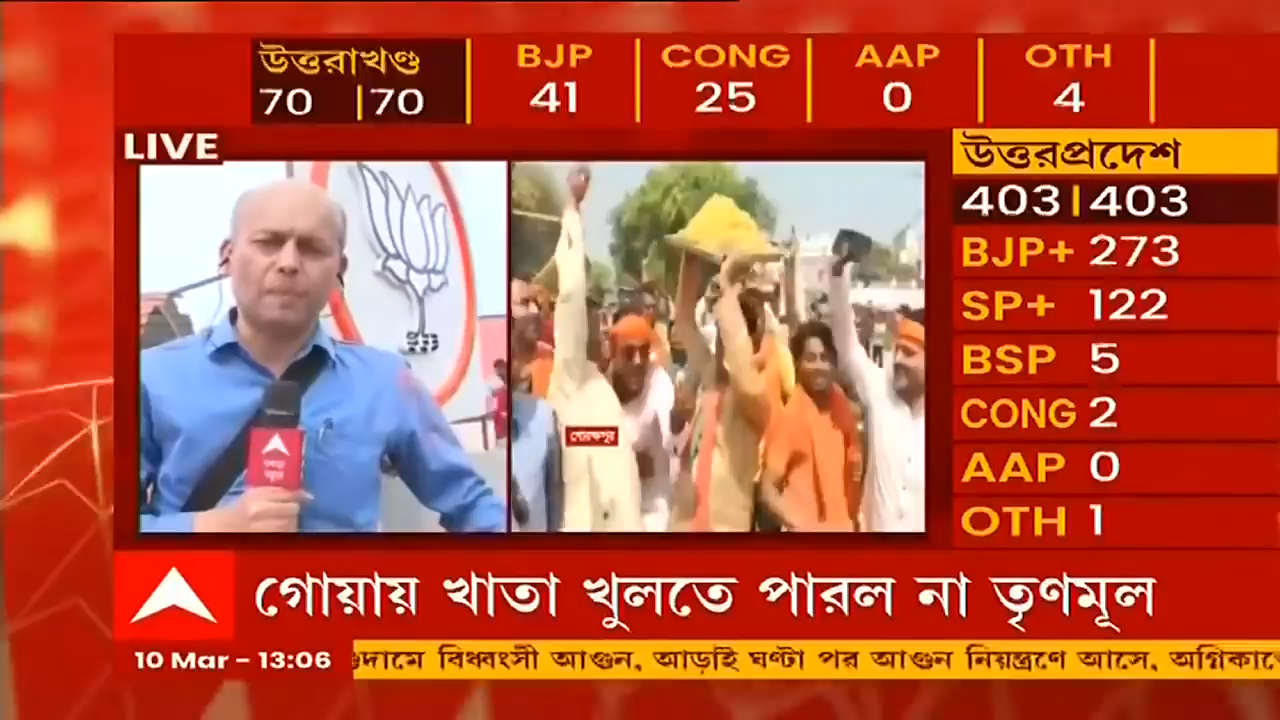 উত্তরাখণ্ড BJP CONG AAP OTH
70 | 70 41 25 0 4
LIVE
উত্তরপ্রদেশ
403 | 403
BJP+ 273
SP+ 122
BSP 5
CONG 2
AAP 0
OTH 1
গোরক্ষপুর
গোয়ায় খাতা খুলতে পারল না তৃণমূল
10 Mar - 13:06
বিধ্বংসী আগুন, আড়াই ঘণ্টা পর আগুন নিয়ন্ত্রণে আসে,